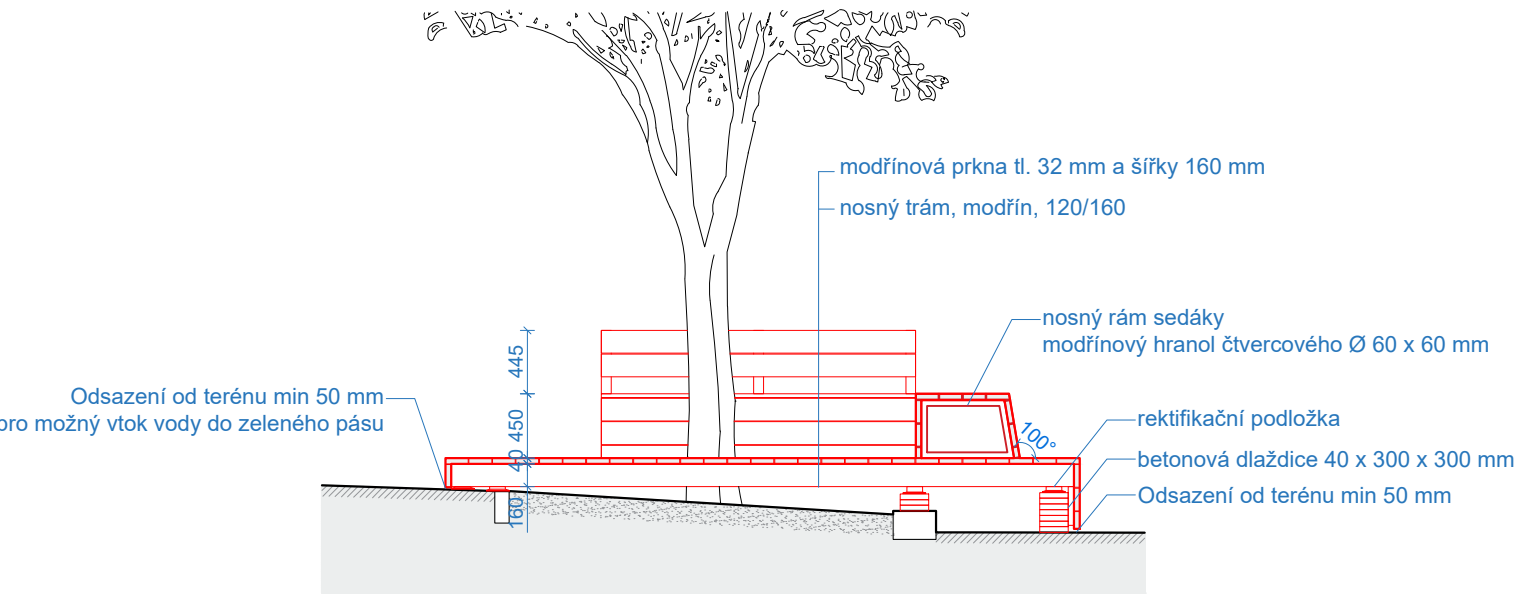 modřínová prkna tl. 32 mm a šířky 160 mm
nosný trám, modřín, 120/160
nosný rám sedáky
modřínový hranol čtvercového Ø 60 x 60 mm
445
Odsazení od terénu min 50 mm
pro možný vtok vody do zeleného pásu
450
100°
rektifikační podložka
40
betonová dlaždice 40 x 300 x 300 mm
Odsazení od terénu min 50 mm
160